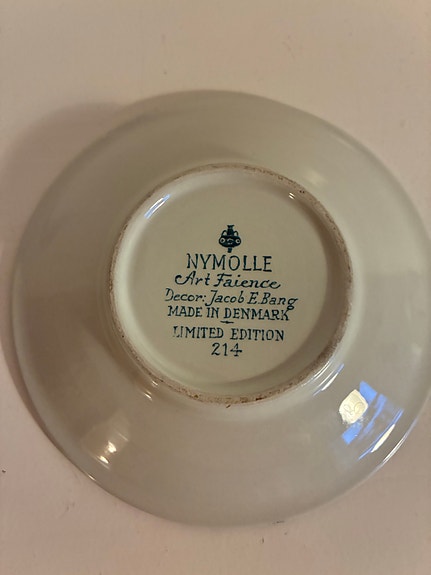 NYMOLLE
Art Faience
Decor: Jacob E. Bang
MADE IN DENMARK
LIMITED EDITION
214